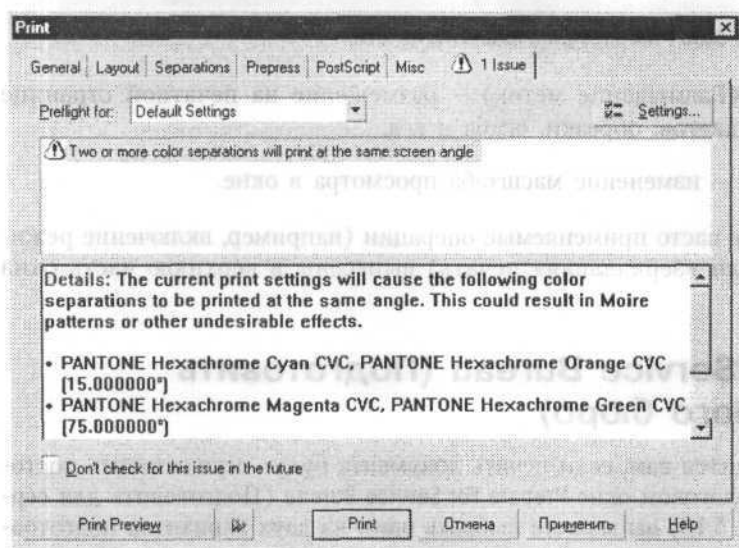 Print
General Layout Separations Prepress PostScript Misc 1 Issue
Preflight for: Default Settings Settings...
Two or more color separations will print at the same screen angle
Details: The current print settings will cause the following color
separations to be printed at the same angle. This could result in Moire
patterns or other undesirable effects.
• PANTONE Hexachrome Cyan CVC, PANTONE Hexachrome Orange CVC
(15.000000°)
• PANTONE Hexachrome Magenta CVC, PANTONE Hexachrome Green CVC
(75.000000°)
Don't check for this issue in the future
Print Preview Print Отмена Применить Help